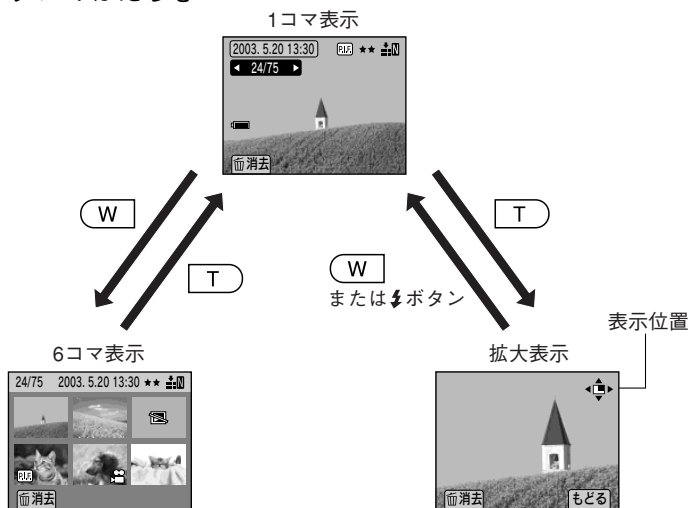 1コマ表示
2003. 5.20 13:30 P.I.F. ★★ N
24/75
消去
W
T
T
W
または ボタン
表示位置
6コマ表示
拡大表示
24/75 2003. 5.20 13:30 ★★ N
P.I.F.
消去
消去 もどる